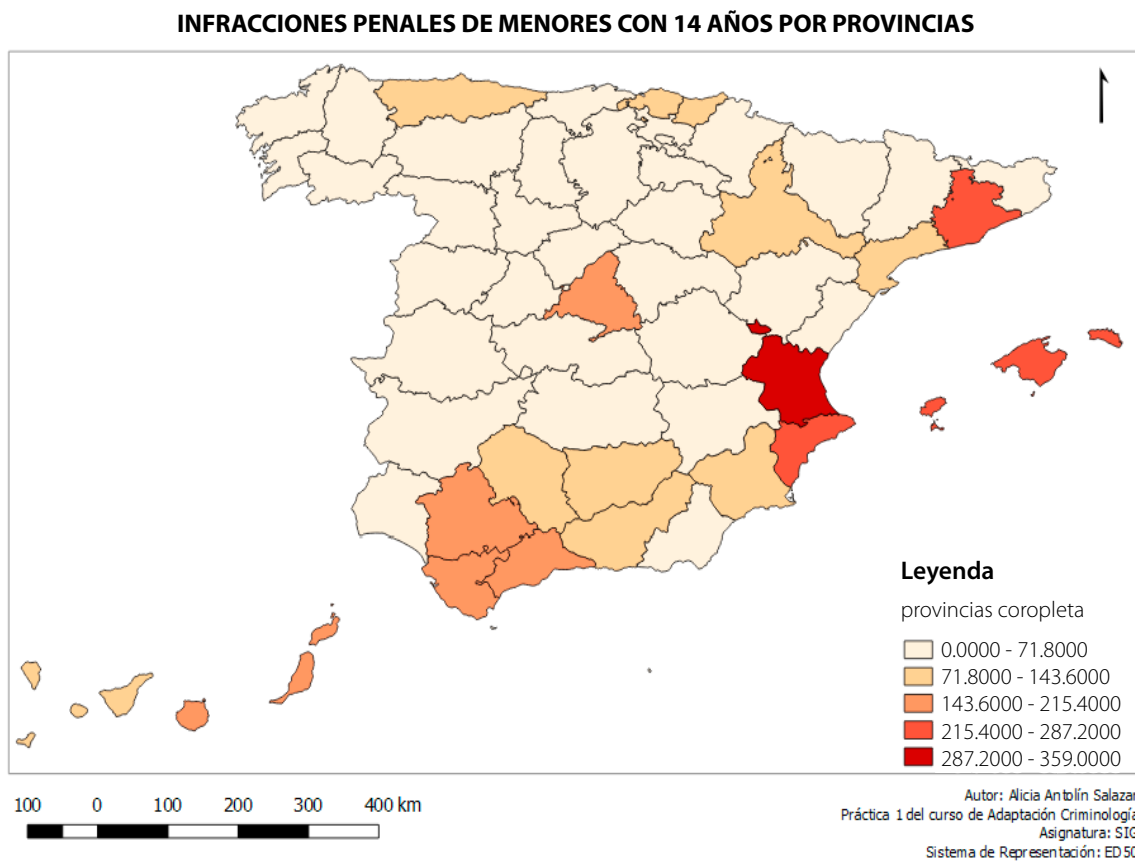 INFRACCIONES PENALES DE MENORES CON 14 AÑOS POR PROVINCIAS
Leyenda
provincias coropleta
0.0000 - 71.8000
71.8000 - 143.6000
143.6000 - 215.4000
215.4000 - 287.2000
287.2000 - 359.0000
100 0 100 200 300 400 km
Autor: Alicia Antolín Salazar
Práctica 1 del curso de Adaptación Criminología
Asignatura: SIG
Sistema de Representación: ED50